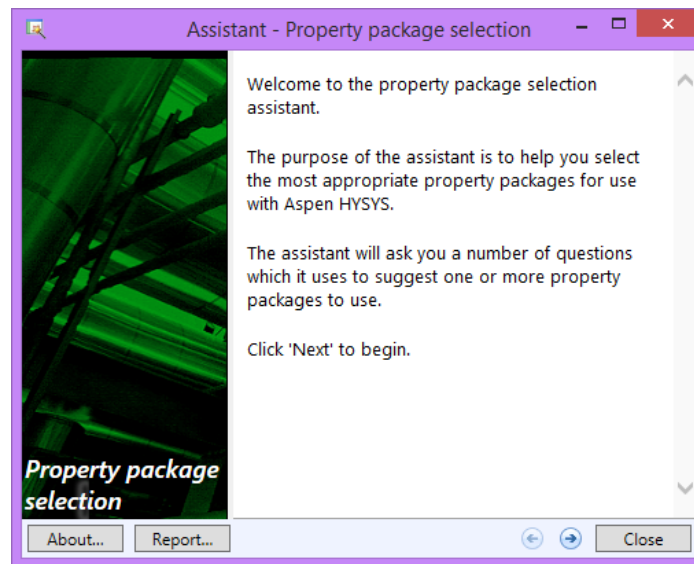 Assistant - Property package selection
Welcome to the property package selection
assistant.
The purpose of the assistant is to help you select
the most appropriate property packages for use
with Aspen HYSYS.
The assistant will ask you a number of questions
which it uses to suggest one or more property
packages to use.
Click 'Next' to begin.
Property package
selection
About...
Report...
Close